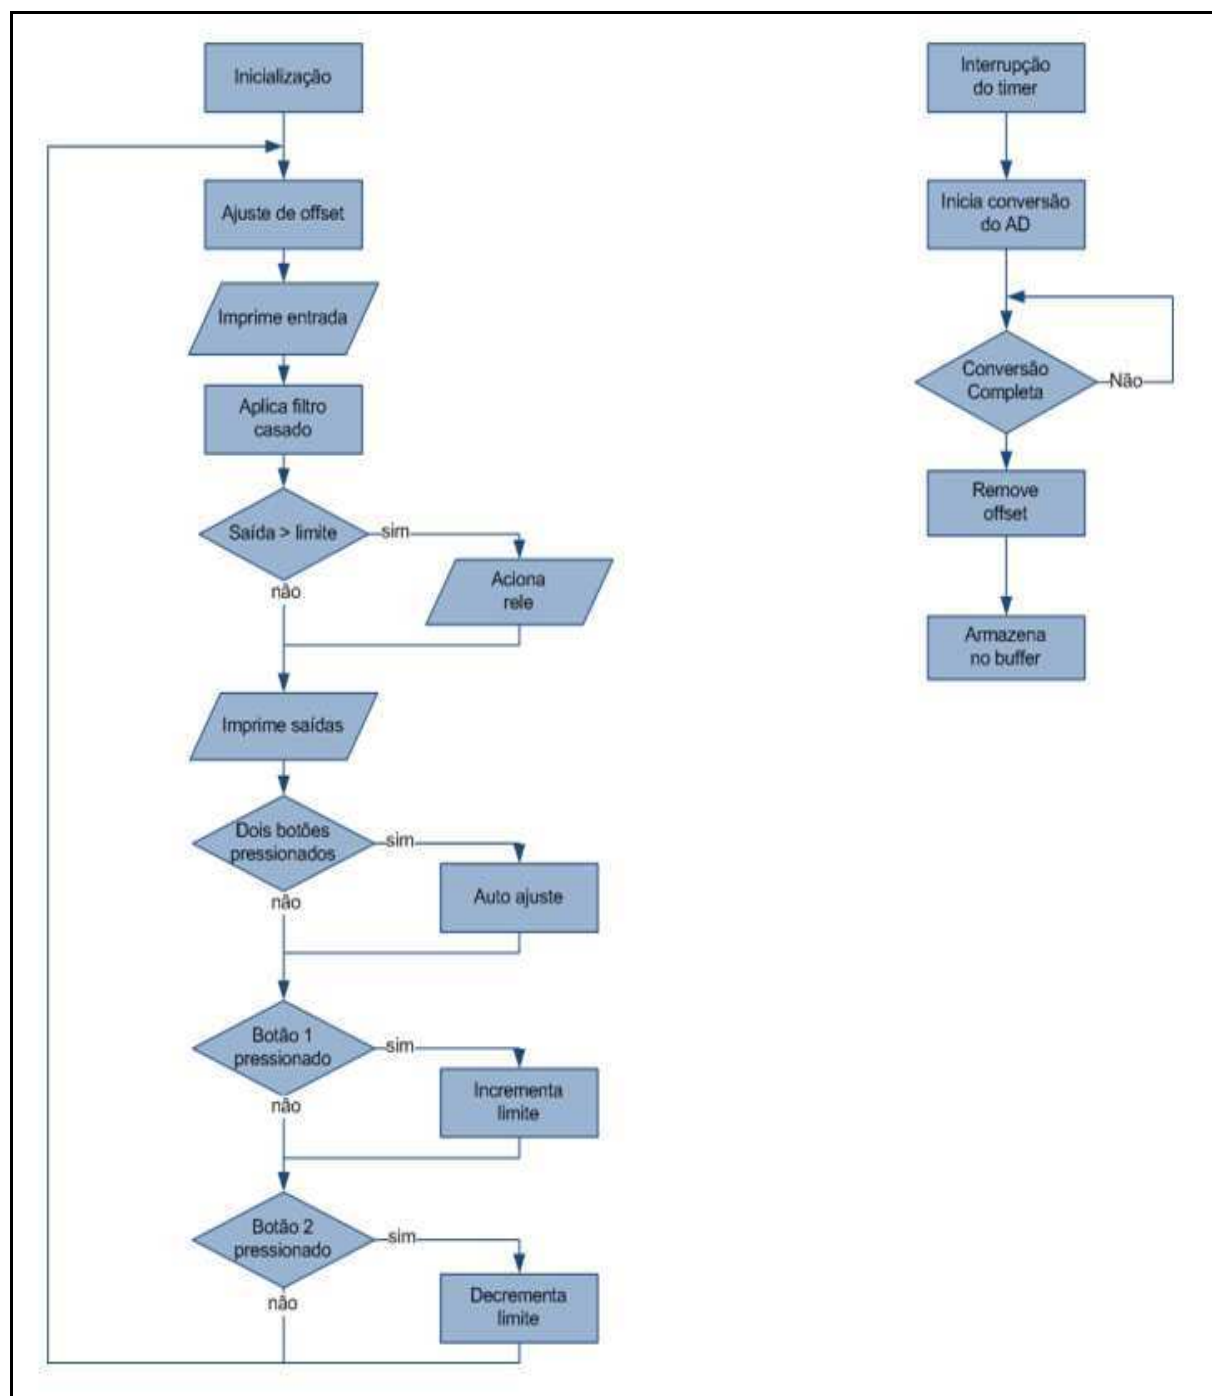 Inicialização
Ajuste de offset
Imprime entrada
Aplica filtro
casado
Saída > limite
sim
não
Aciona
rele
Imprime saídas
Dois botões
pressionados
sim
não
Auto ajuste
Botão 1
pressionado
sim
não
Incrementa
limite
Botão 2
pressionado
sim
não
Decrementa
limite
Interrupção
do timer
Inicia conversão
do AD
Conversão
Completa
Não
Remove
offset
Armazena
no buffer